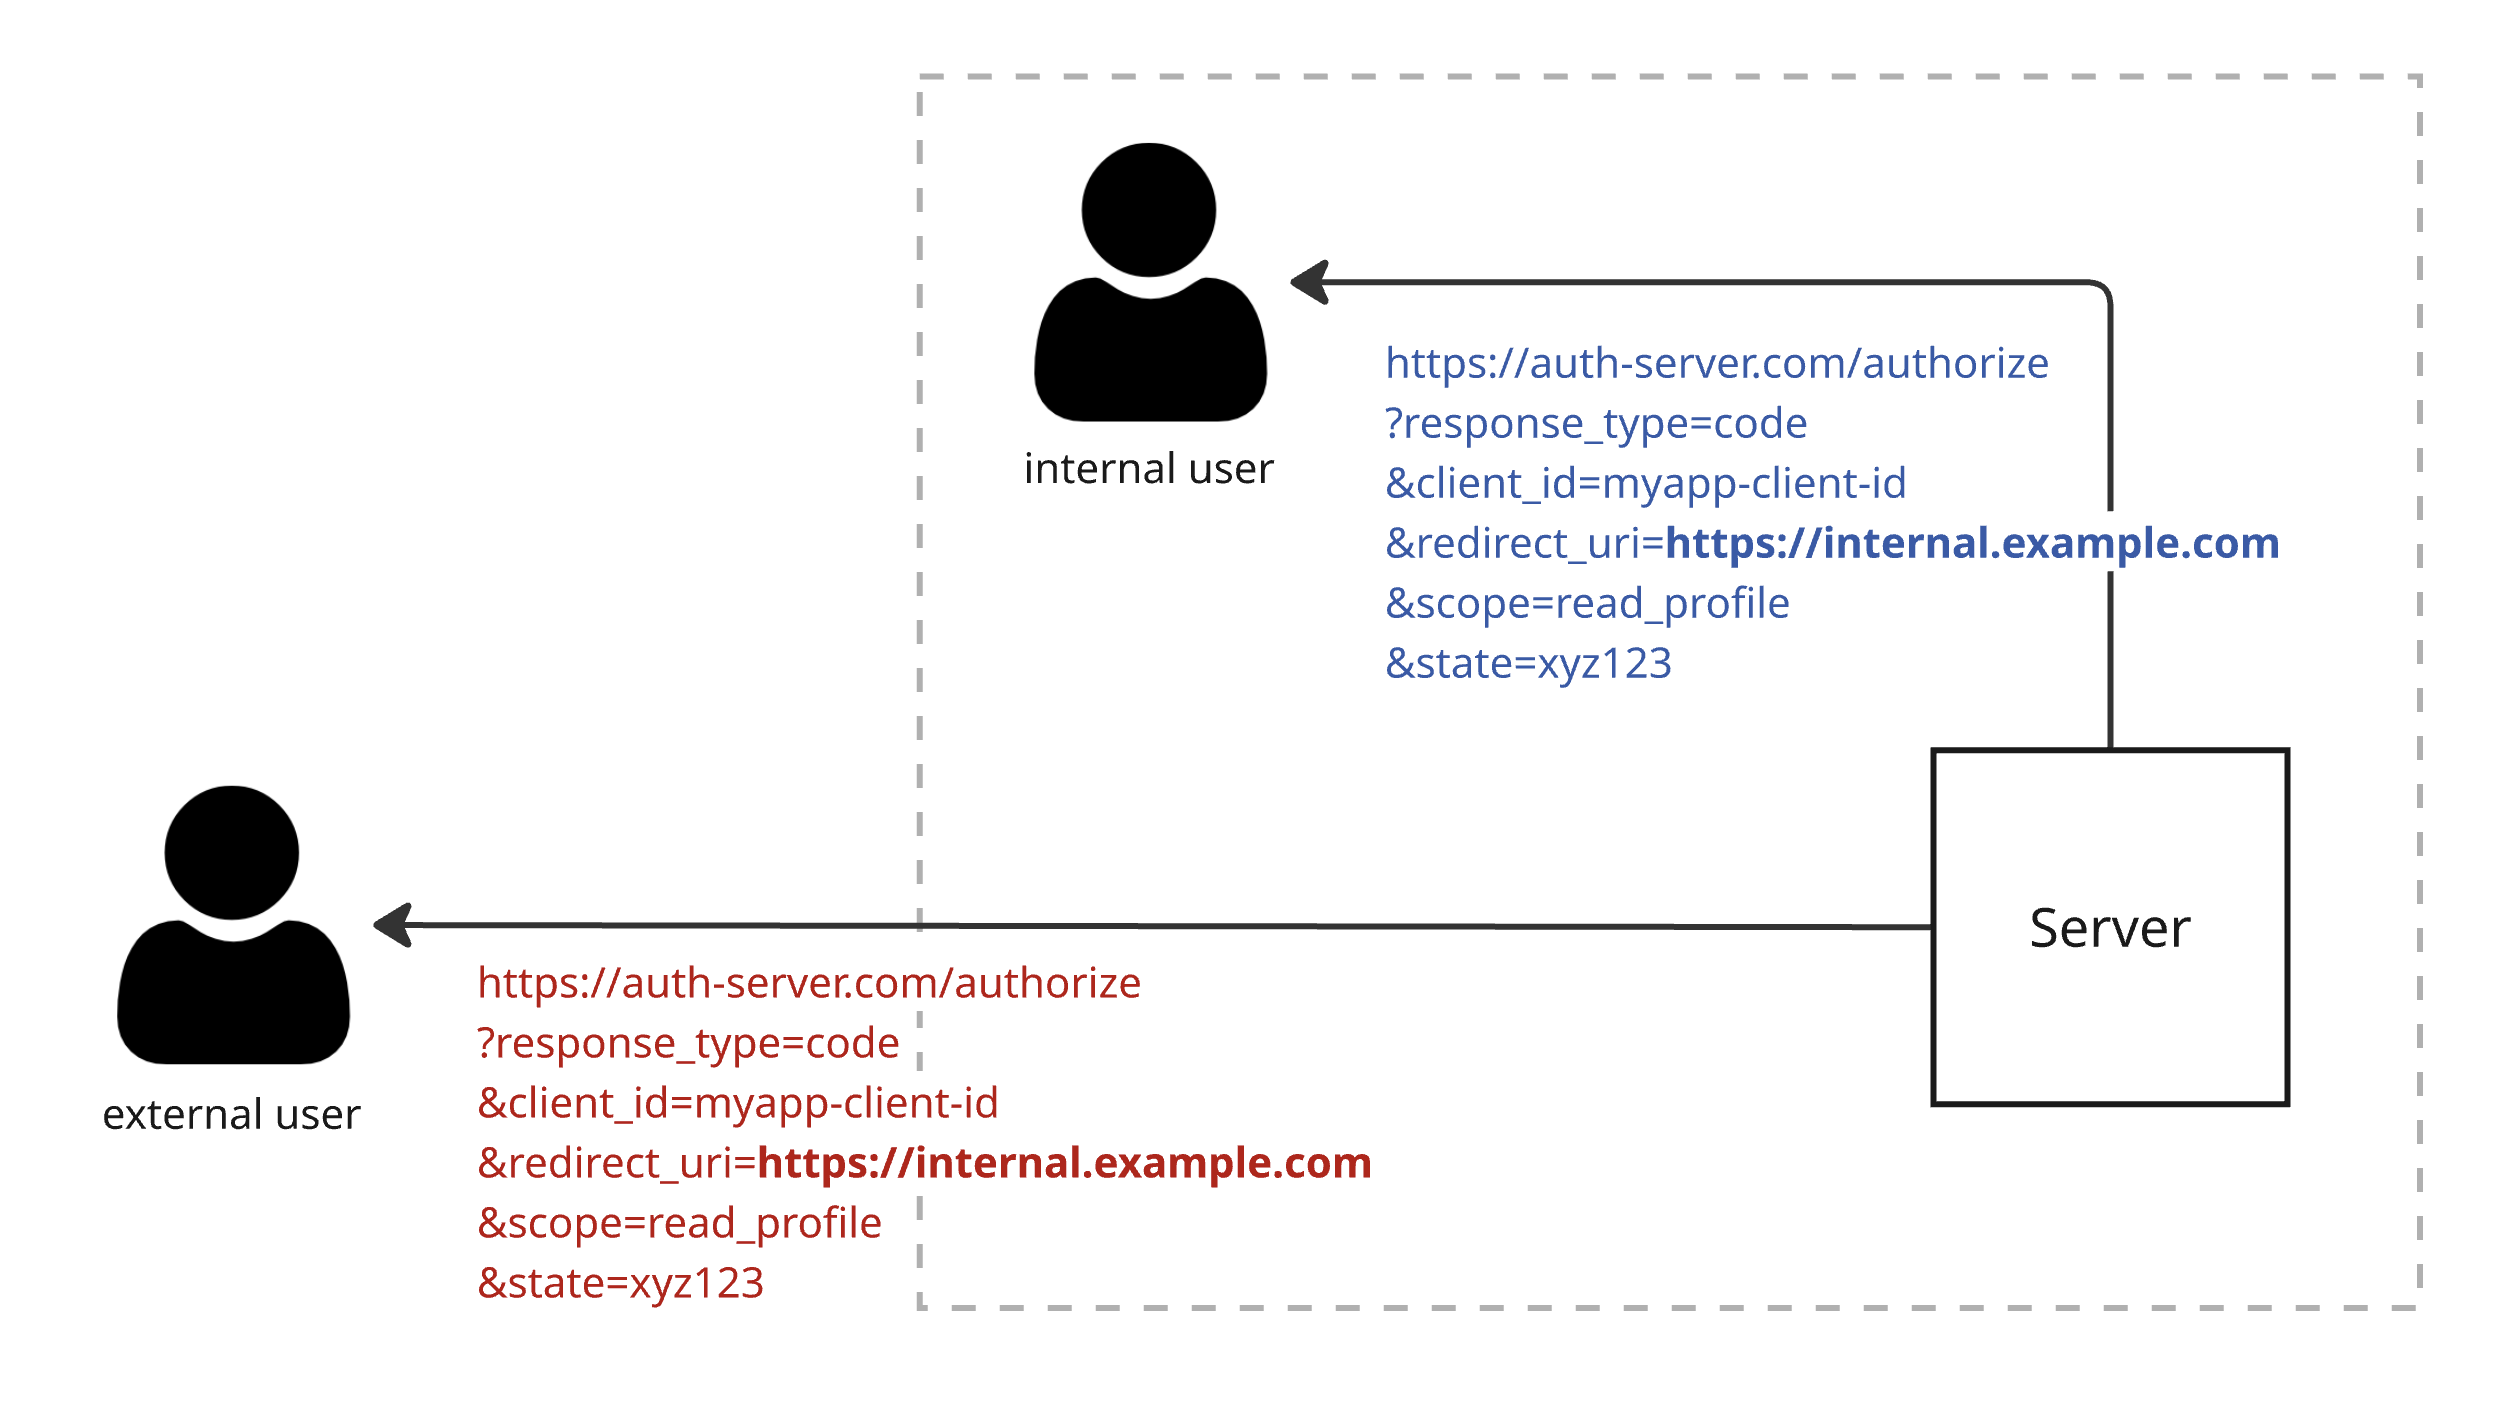 internal user
https://auth-server.com/authorize
?response_type=code
&client_id=myapp-client-id
&redirect_uri=https://internal.example.com
&scope=read_profile
&state=xyz123
Server
external user
https://auth-server.com/authorize
?response_type=code
&client_id=myapp-client-id
&redirect_uri=https://internal.example.com
&scope=read_profile
&state=xyz123